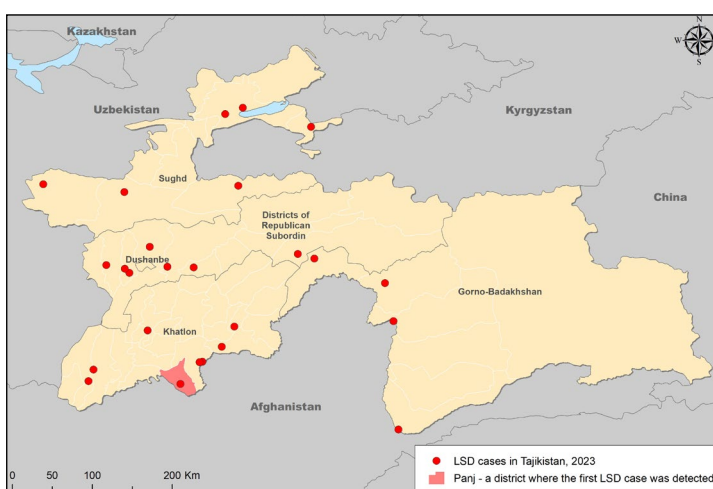 Kazakhstan
N
W
E
S
Uzbekistan
Kyrgyzstan
China
Sughd
Districts of
Republican
Subordin
Dushanbe
Gorno-Badakhshan
Khatlon
Afghanistan
0 50 100 200 Km
LSD cases in Tajikistan, 2023
Panj - a district where the first LSD case was detected